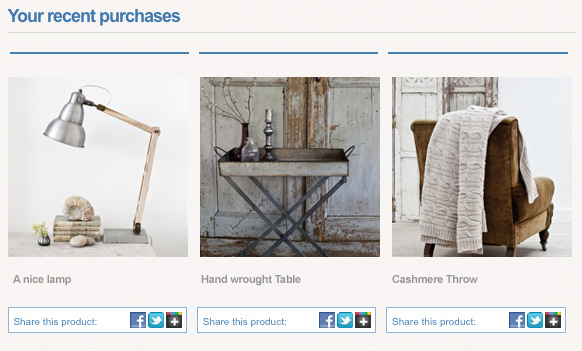 Your recent purchases
A nice lamp
Hand wrought Table
Cashmere Throw
Share this product:
Share this product:
Share this product: